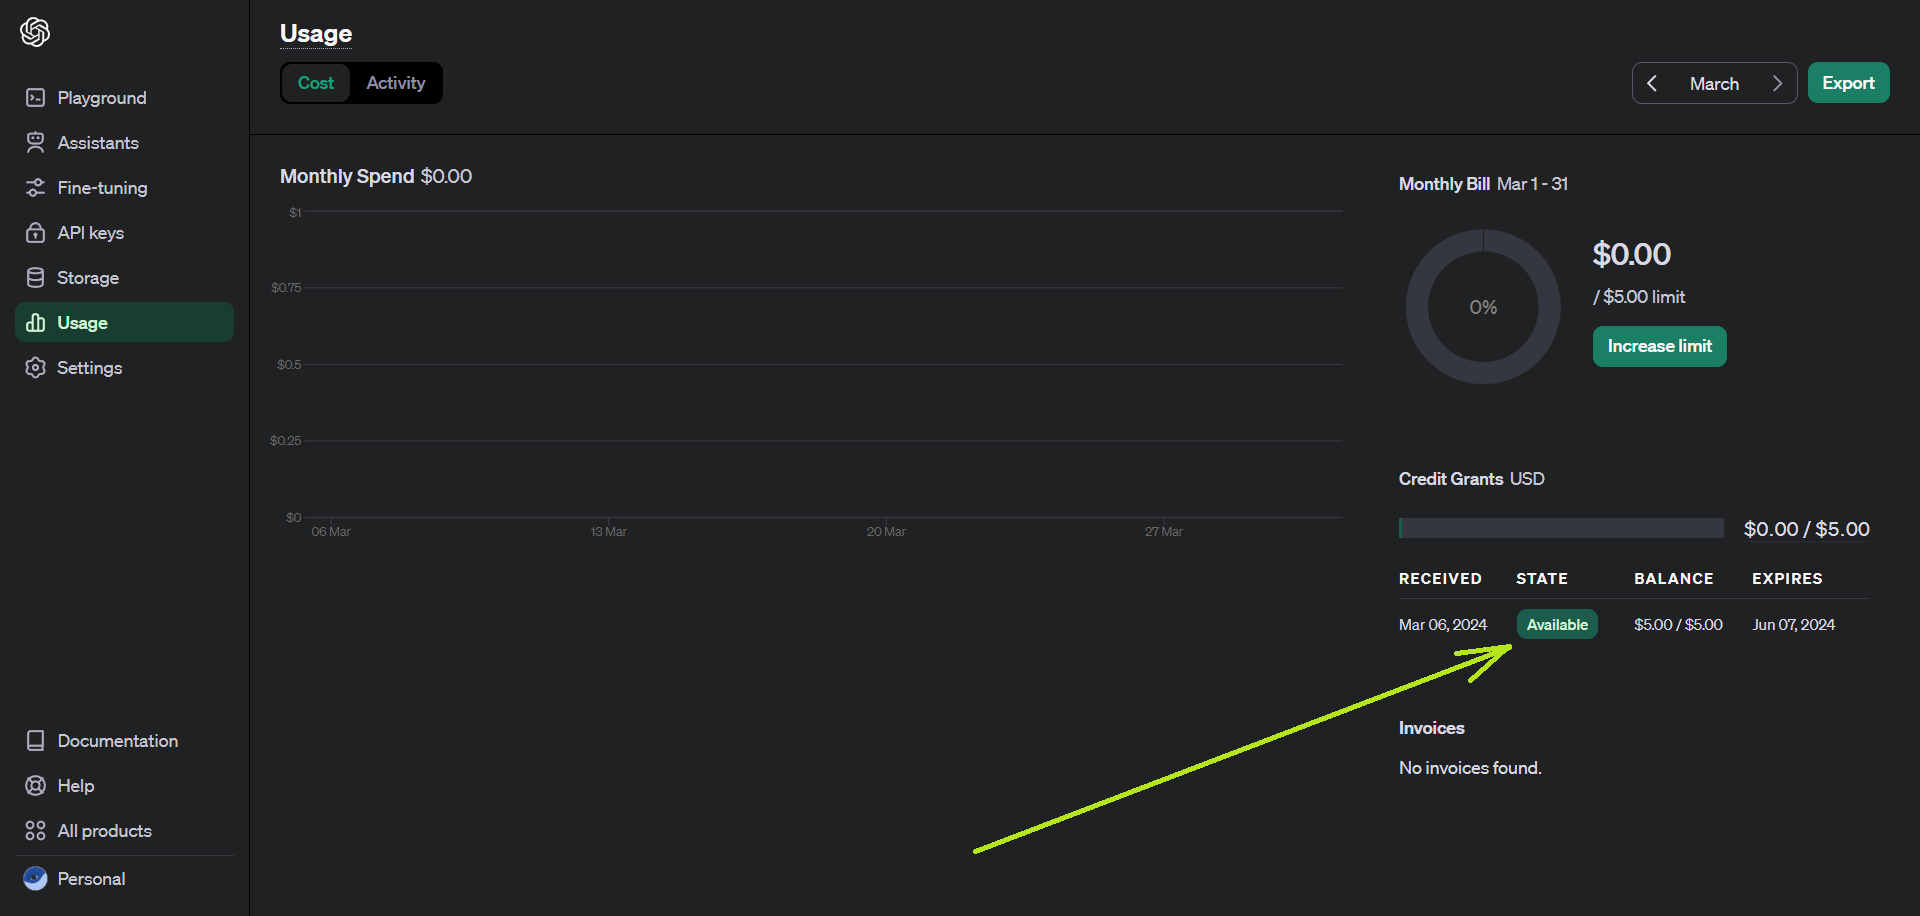 Playground
Assistants
Fine-tuning
API keys
Storage
Usage
Settings
Documentation
Help
All products
Personal
Usage
Cost Activity
March
Export
Monthly Spend $0.00
$1
$0.75
$0.5
$0.25
$0
06 Mar 13 Mar 20 Mar 27 Mar
Monthly Bill Mar 1 - 31
0%
$0.00
/ $5.00 limit
Increase limit
Credit Grants USD
$0.00 / $5.00
RECEIVED STATE BALANCE EXPIRES
Mar 06, 2024 Available $5.00 / $5.00 Jun 07, 2024
Invoices
No invoices found.